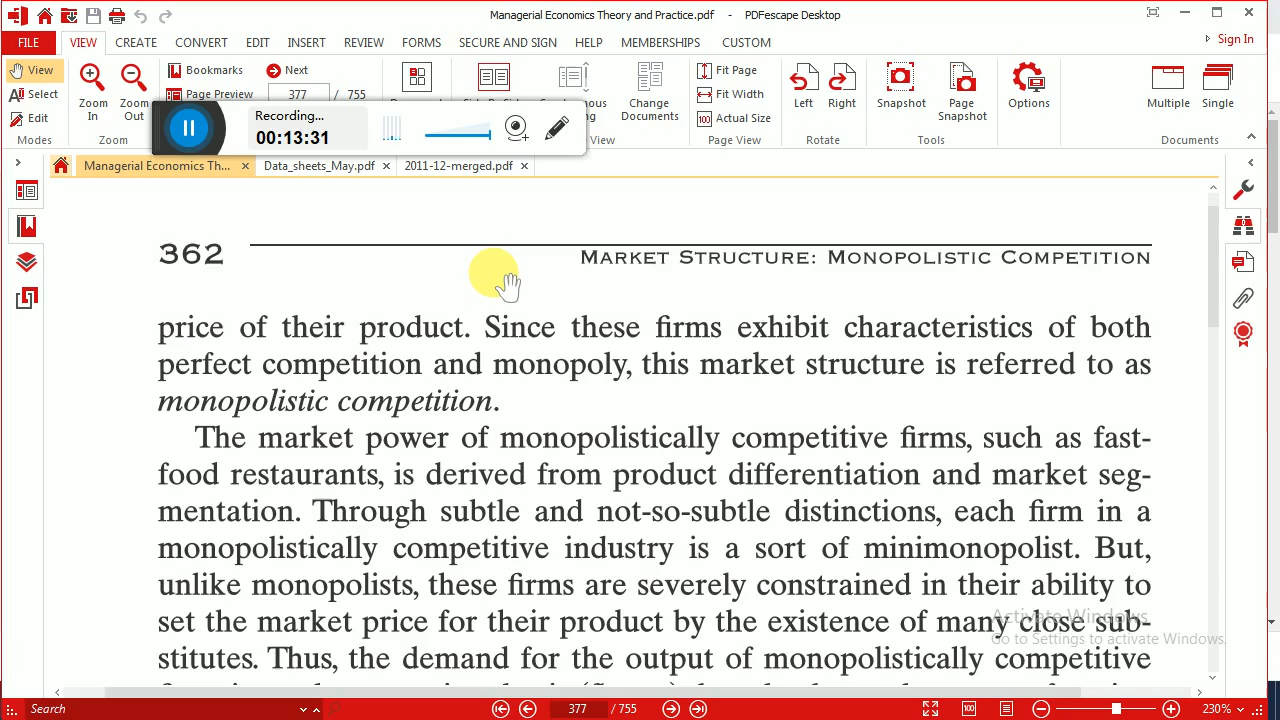 Managerial Economics Theory and Practice.pdf - PDFescape Desktop
FILE VIEW CREATE CONVERT EDIT INSERT REVIEW FORMS SECURE AND SIGN HELP MEMBERSHIPS CUSTOM Sign In
View Select Edit Modes
Zoom In Zoom Out Zoom
Bookmarks Page Preview Next 377 / 755
Change Documents View
Fit Page Fit Width 100 Actual Size Page View
Left Right Rotate
Snapshot Page Snapshot Options Tools
Multiple Single Documents
Recording...
00:13:31
Managerial Economics Th... × Data_sheets_May.pdf × 2011-12-merged.pdf ×
362 MARKET STRUCTURE: MONOPOLISTIC COMPETITION
price of their product. Since these firms exhibit characteristics of both
perfect competition and monopoly, this market structure is referred to as
monopolistic competition.
The market power of monopolistically competitive firms, such as fast-
food restaurants, is derived from product differentiation and market seg-
mentation. Through subtle and not-so-subtle distinctions, each firm in a
monopolistically competitive industry is a sort of minimonopolist. But,
unlike monopolists, these firms are severely constrained in their ability to
set the market price for their product by the existence of many close sub-
stitutes. Thus, the demand for the output of monopolistically competitive
Activate Windows
Go to Settings to activate Windows.
Search 377 / 755 100 230%